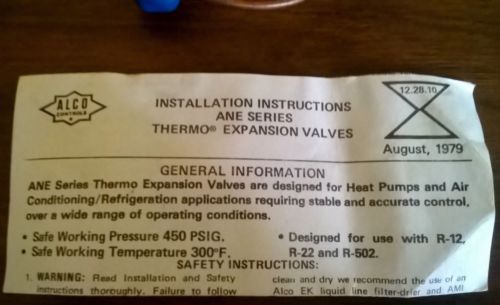 ALCO
CONTROLS
INSTALLATION INSTRUCTIONS
ANE SERIES
THERMO® EXPANSION VALVES
12.28.10
August, 1979
GENERAL INFORMATION
ANE Series Thermo Expansion Valves are designed for Heat Pumps and Air
Conditioning/Refrigeration applications requiring stable and accurate control,
over a wide range of operating conditions.
• Safe Working Pressure 450 PSIG.
• Safe Working Temperature 300°F.
• Designed for use with R-12,
R-22 and R-502.
SAFETY INSTRUCTIONS:
1. WARNING: Read Installation and Safety
instructions thoroughly. Failure to follow
clean and dry we recommend the use of an
Alco EK liquid line filter-drier and AMI